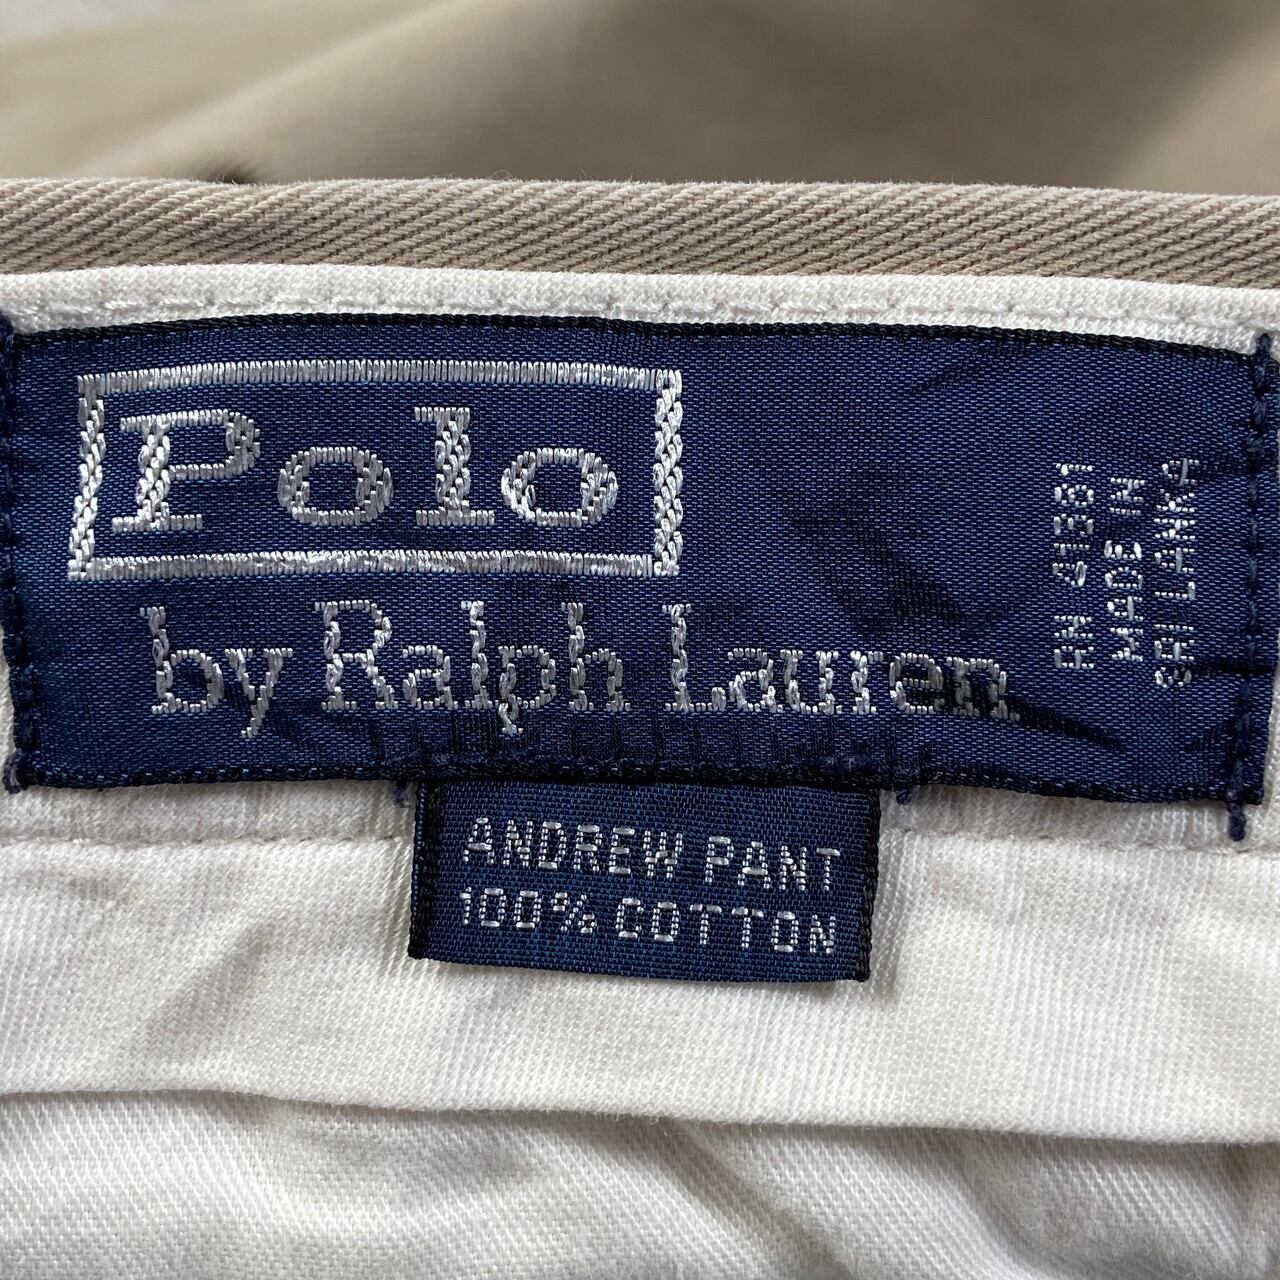 Polo
by Ralph Lauren
RN 41381
MADE IN
SRI LANKA
ANDREW PANT
100% COTTON